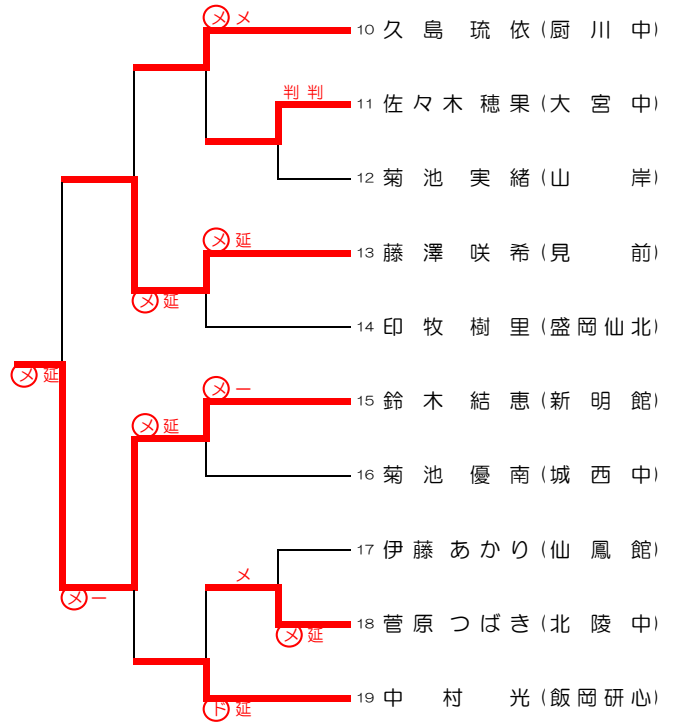 ㋱メ
10 久島 琉依(厨川中)
判判
11 佐々木穂果(大宮中)
12 菊池 実緒(山岸)
㋱延
13 藤澤 咲希(見前)
㋱延
14 印牧 樹里(盛岡仙北)
㋱延
㋱一
15 鈴木 結恵(新明館)
㋱延
16 菊池 優南(城西中)
17 伊藤あかり(仙鳳館)
メ
㋱一
18 菅原つばき(北陵中)
㋱延
19 中村 光(飯岡研心)
㋣延